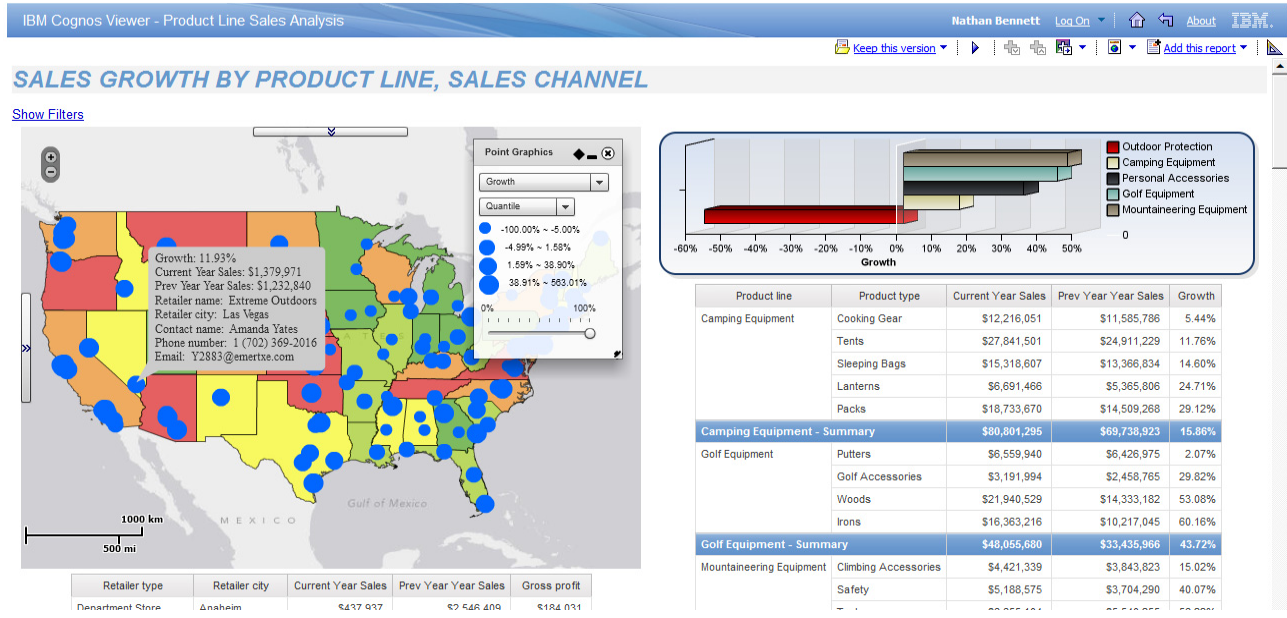 IBM Cognos Viewer - Product Line Sales Analysis
Nathan Bennett Log On About IBM.
Keep this version Add this report
SALES GROWTH BY PRODUCT LINE, SALES CHANNEL
Show Filters
Point Graphics
Growth
Quantile
-100.00% ~ -5.00%
-4.99% ~ 1.58%
1.59% ~ 38.90%
38.91% ~ 563.01%
0% 100%
Growth: 11.93%
Current Year Sales: $1,379,971
Prev Year Year Sales: $1,232,840
Retailer name: Extreme Outdoors
Retailer city: Las Vegas
Contact name: Amanda Yates
Phone number: 1 (702) 369-2016
Email: Y2883@emertxe.com
Gulf of Mexico
MEXICO
1000 km
500 mi
Retailer type Retailer city Current Year Sales Prev Year Year Sales Gross profit
Department Store Anaheim $437,937 $2,546,409 $184,031
Outdoor Protection
Camping Equipment
Personal Accessories
Golf Equipment
Mountaineering Equipment
0
-60% -50% -40% -30% -20% -10% 0% 10% 20% 30% 40% 50%
Growth
Product line Product type Current Year Sales Prev Year Year Sales Growth
Camping Equipment Cooking Gear $12,216,051 $11,585,786 5.44%
Tents $27,841,501 $24,911,229 11.76%
Sleeping Bags $15,318,607 $13,366,834 14.60%
Lanterns $6,691,466 $5,365,806 24.71%
Packs $18,733,670 $14,509,268 29.12%
Camping Equipment - Summary $80,801,295 $69,738,923 15.86%
Golf Equipment Putters $6,559,940 $6,426,975 2.07%
Golf Accessories $3,191,994 $2,458,765 29.82%
Woods $21,940,529 $14,333,182 53.08%
Irons $16,363,216 $10,217,045 60.16%
Golf Equipment - Summary $48,055,680 $33,435,966 43.72%
Mountaineering Equipment Climbing Accessories $4,421,339 $3,843,823 15.02%
Safety $5,188,575 $3,704,290 40.07%